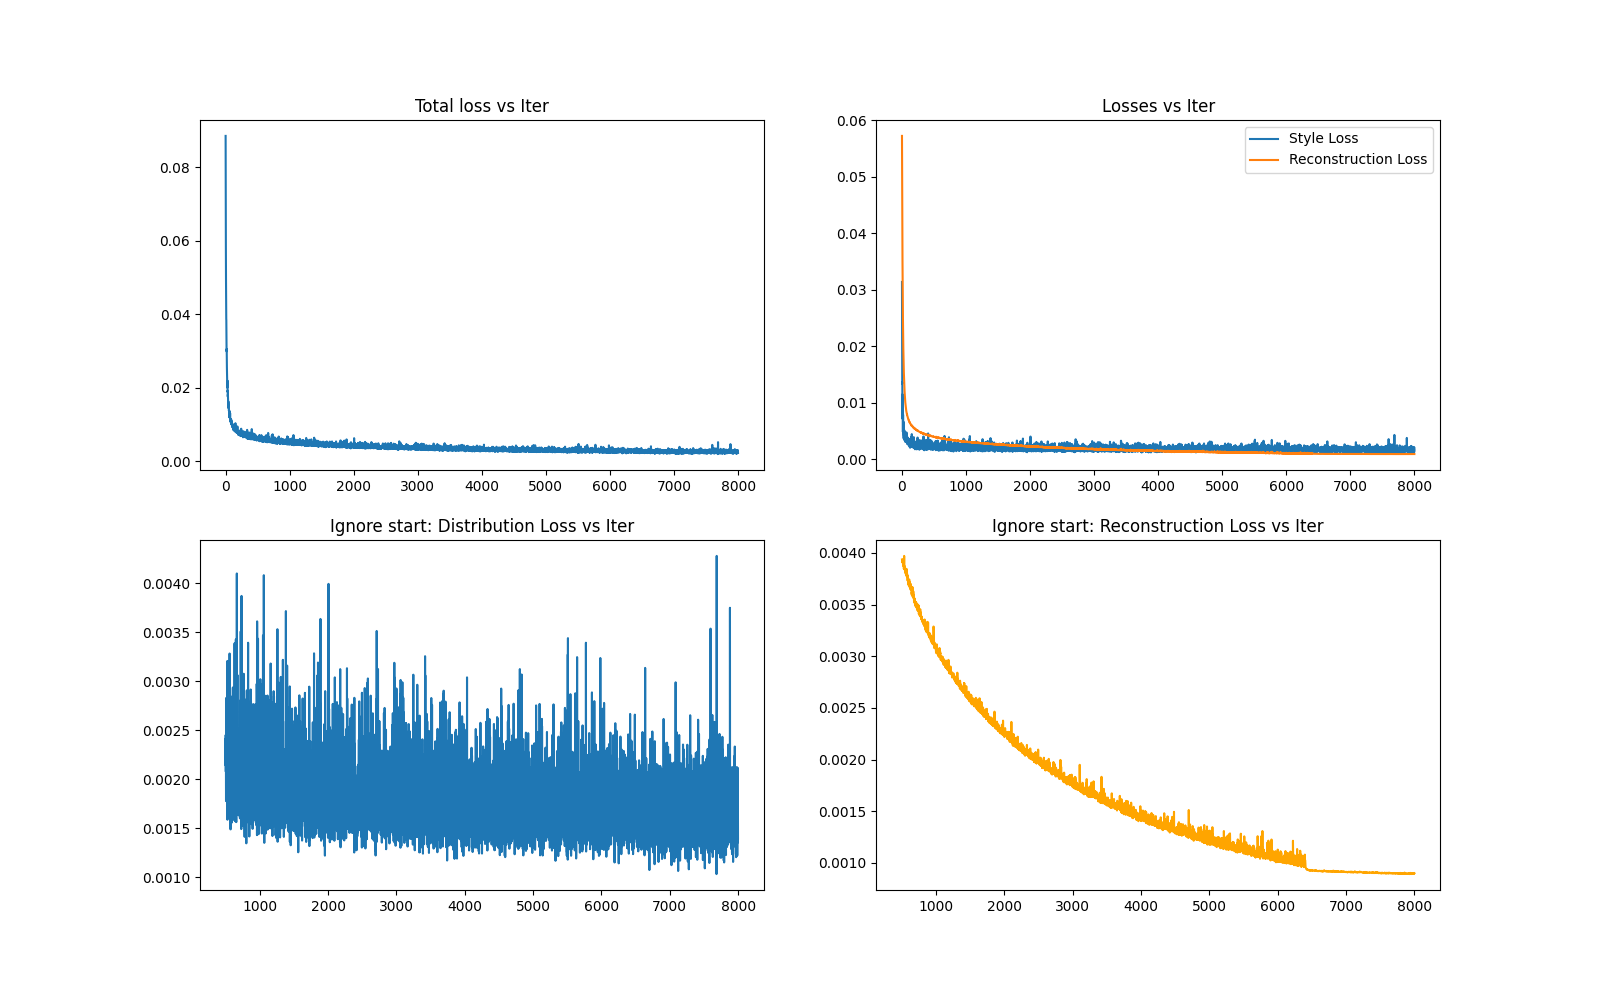 Total loss vs Iter
0.08
0.06
0.04
0.02
0.00
0 1000 2000 3000 4000 5000 6000 7000 8000
Losses vs Iter
Style Loss
Reconstruction Loss
0.06
0.05
0.04
0.03
0.02
0.01
0.00
0 1000 2000 3000 4000 5000 6000 7000 8000
Ignore start: Distribution Loss vs Iter
0.0040
0.0035
0.0030
0.0025
0.0020
0.0015
0.0010
1000 2000 3000 4000 5000 6000 7000 8000
Ignore start: Reconstruction Loss vs Iter
0.0040
0.0035
0.0030
0.0025
0.0020
0.0015
0.0010
1000 2000 3000 4000 5000 6000 7000 8000